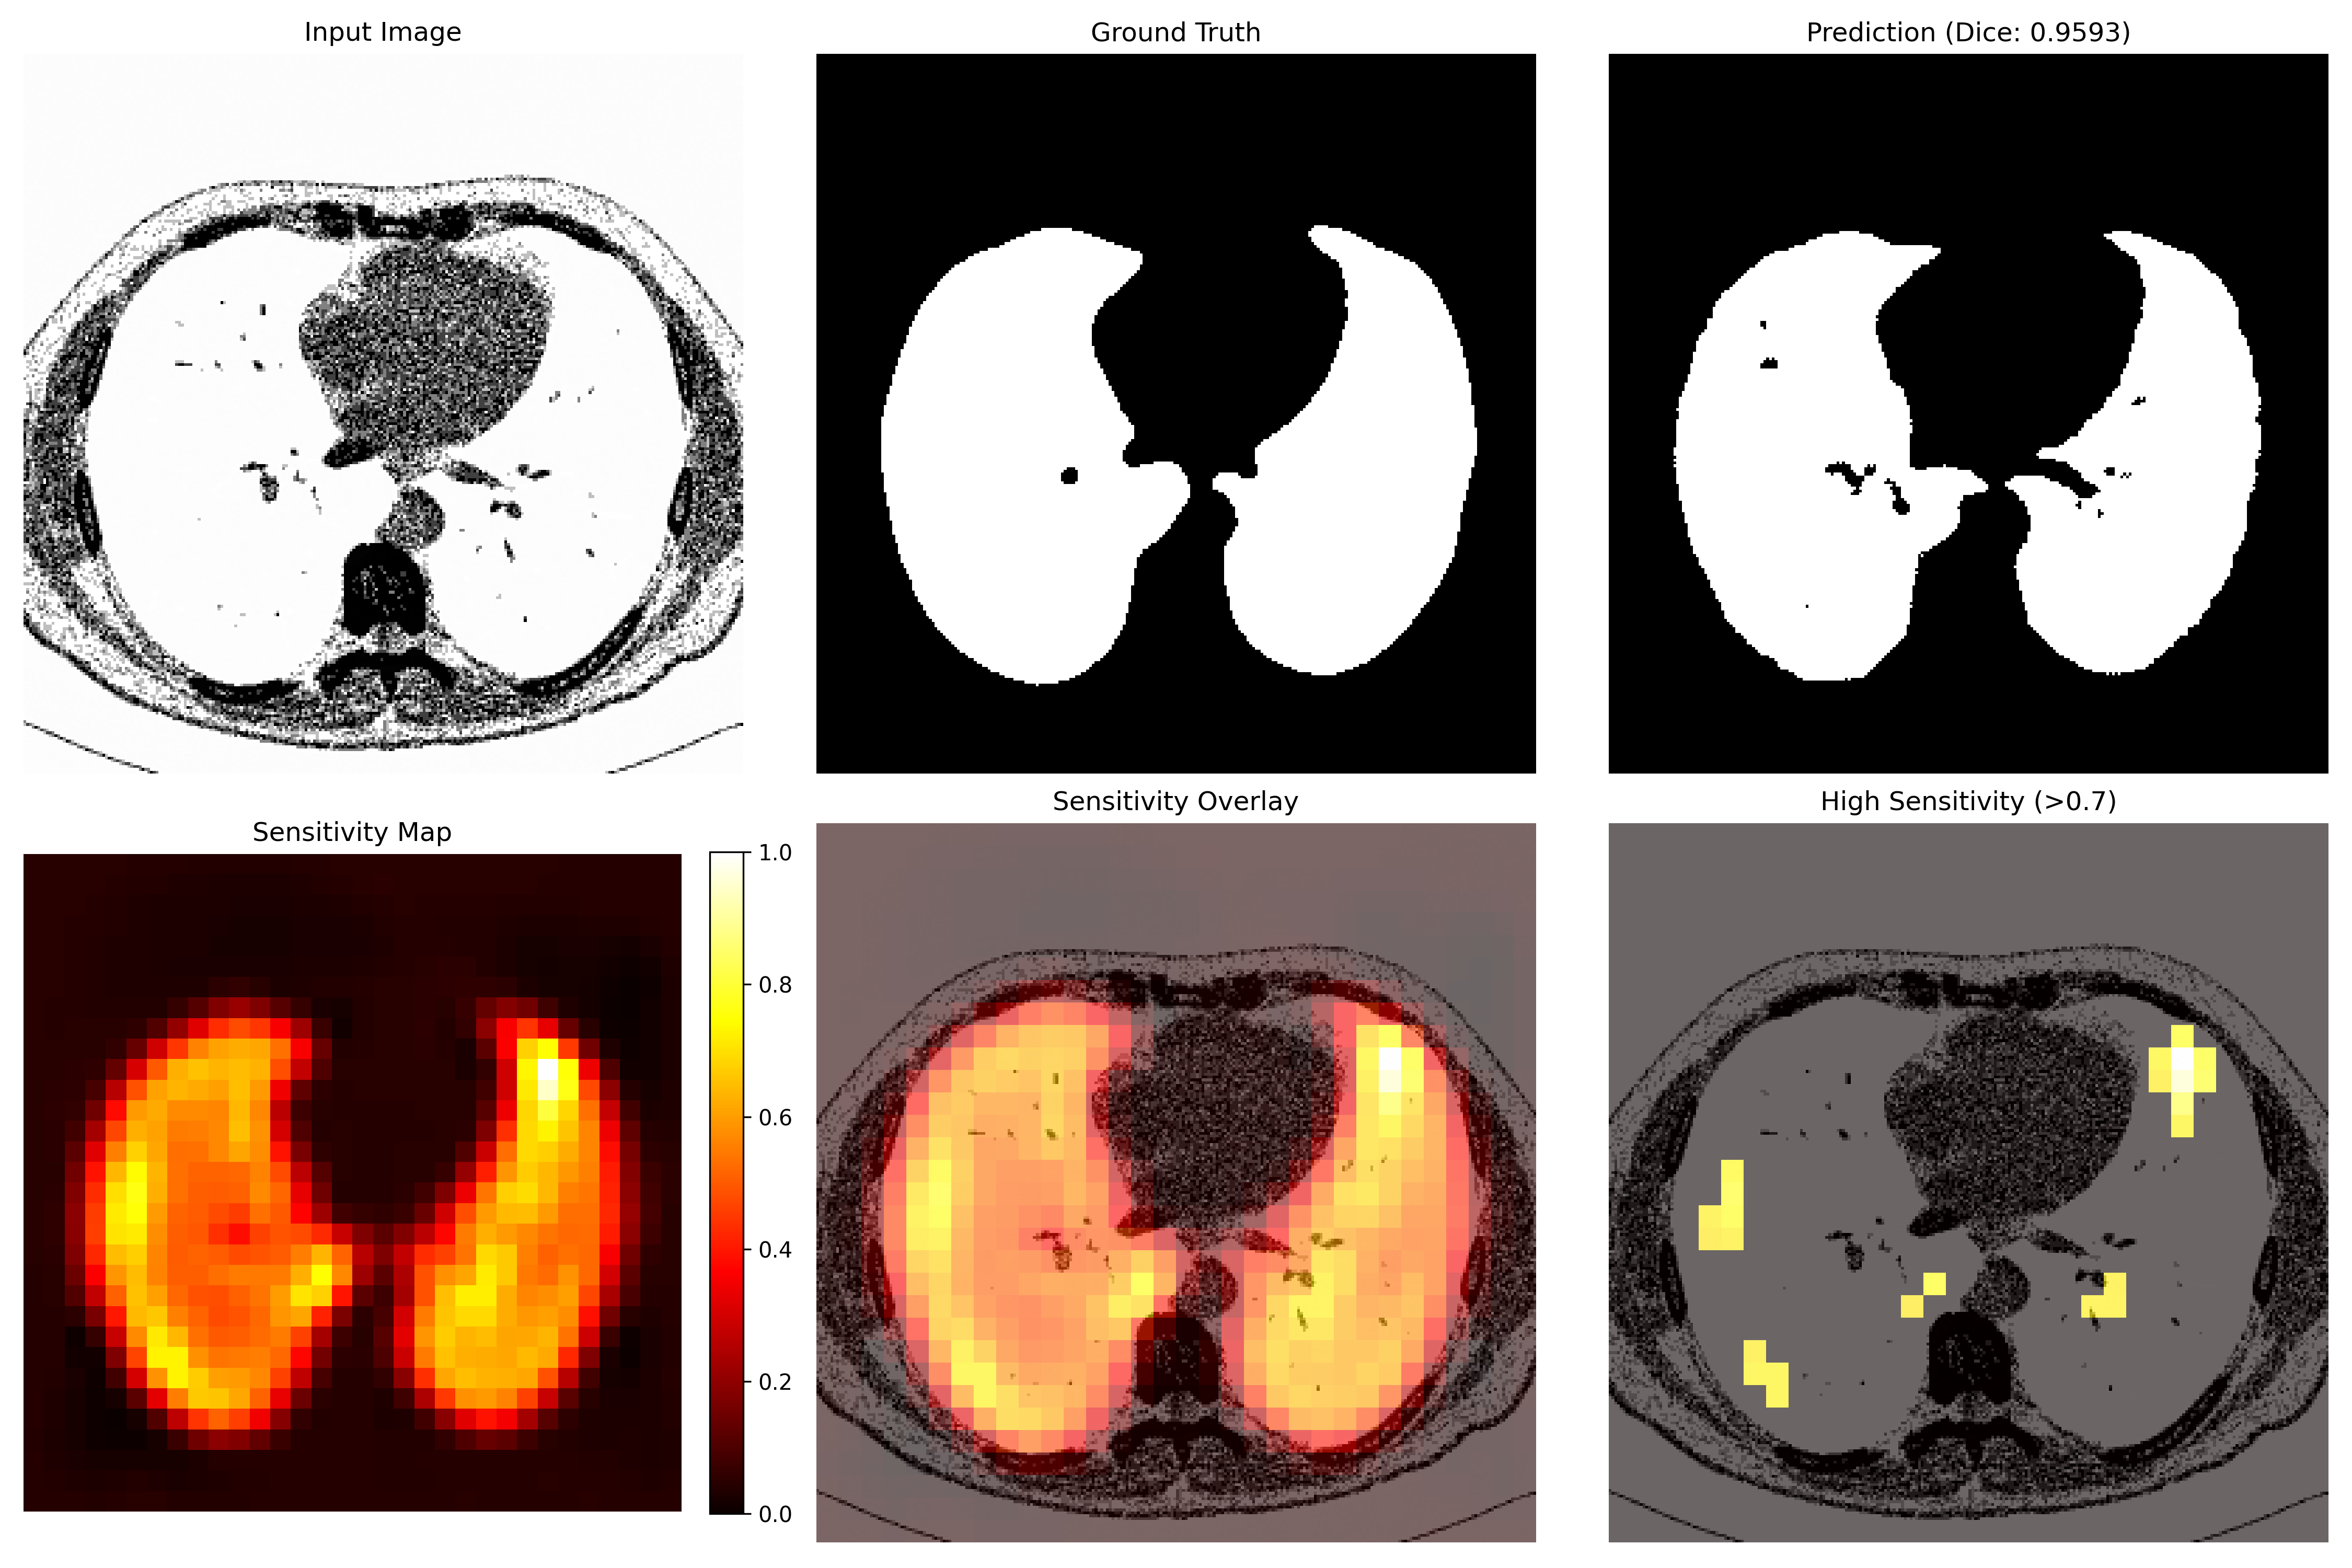 Input Image
Ground Truth
Prediction (Dice: 0.9593)
Sensitivity Map
Sensitivity Overlay
High Sensitivity (>0.7)
1.0
0.8
0.6
0.4
0.2
0.0